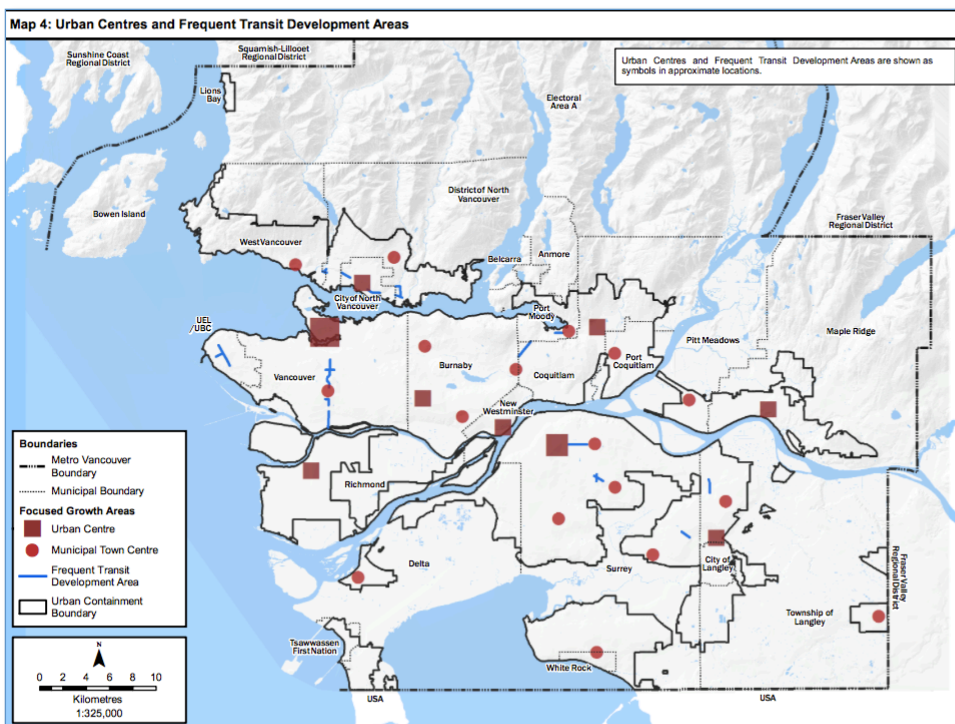 Map 4: Urban Centres and Frequent Transit Development Areas
Sunshine Coast
Regional District
Squamish-Lillooet
Regional District
Urban Centres and Frequent Transit Development Areas are shown as
symbols in approximate locations.
Lions
Bay
Electoral
Area A
Bowen Island
District of North
Vancouver
Fraser Valley
Regional District
West Vancouver
Belcarra
Anmore
City of North
Vancouver
Port
Moody
UEL
/UBC
Pitt Meadows
Maple Ridge
Vancouver
Burnaby
Coquitlam
Port
Coquitlam
New
Westminster
Boundaries
Metro Vancouver
Boundary
Municipal Boundary
Focused Growth Areas
Urban Centre
Municipal Town Centre
Frequent Transit
Development Area
Urban Containment
Boundary
Richmond
Delta
Surrey
City of
Langley
Fraser Valley
Regional District
Township of
Langley
Tsawwassen
First Nation
White Rock
N
0 2 4 6 8 10
Kilometres
1:325,000
USA
USA